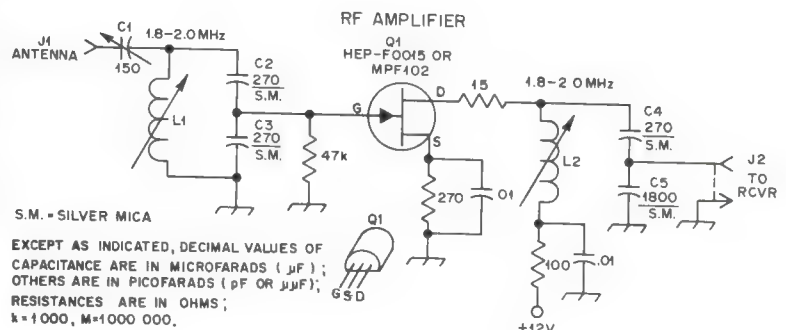 RF AMPLIFIER
J1
ANTENNA
C1
150
1.8-2.0 MHz
L1
C2
270
S.M.
C3
270
S.M.
47k
Q1
HEP-F0015 OR
MPF102
G
D
S
15
270
.01
1.8-2.0 MHz
L2
100
.01
+12V
C4
270
S.M.
C5
1800
S.M.
J2
TO
RCVR
S.M. = SILVER MICA
EXCEPT AS INDICATED, DECIMAL VALUES OF
CAPACITANCE ARE IN MICROFARADS ( µF ) ;
OTHERS ARE IN PICOFARADS ( pF OR µµF);
RESISTANCES ARE IN OHMS ;
k=1000, M=1000 000.
Q1
G S D